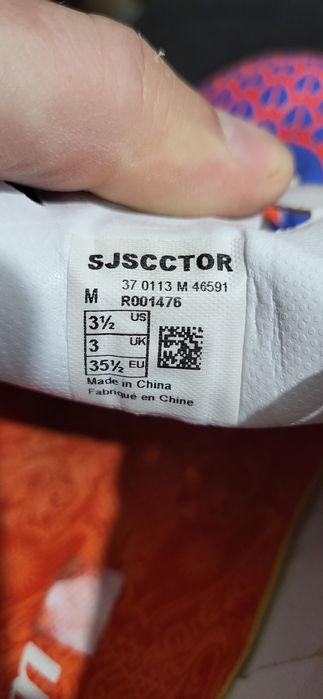 SJSCCTOR
37 0113 M 46591
M R001476
3½ US
3 UK
35½ EU
Made in China
Fabriqué en Chine